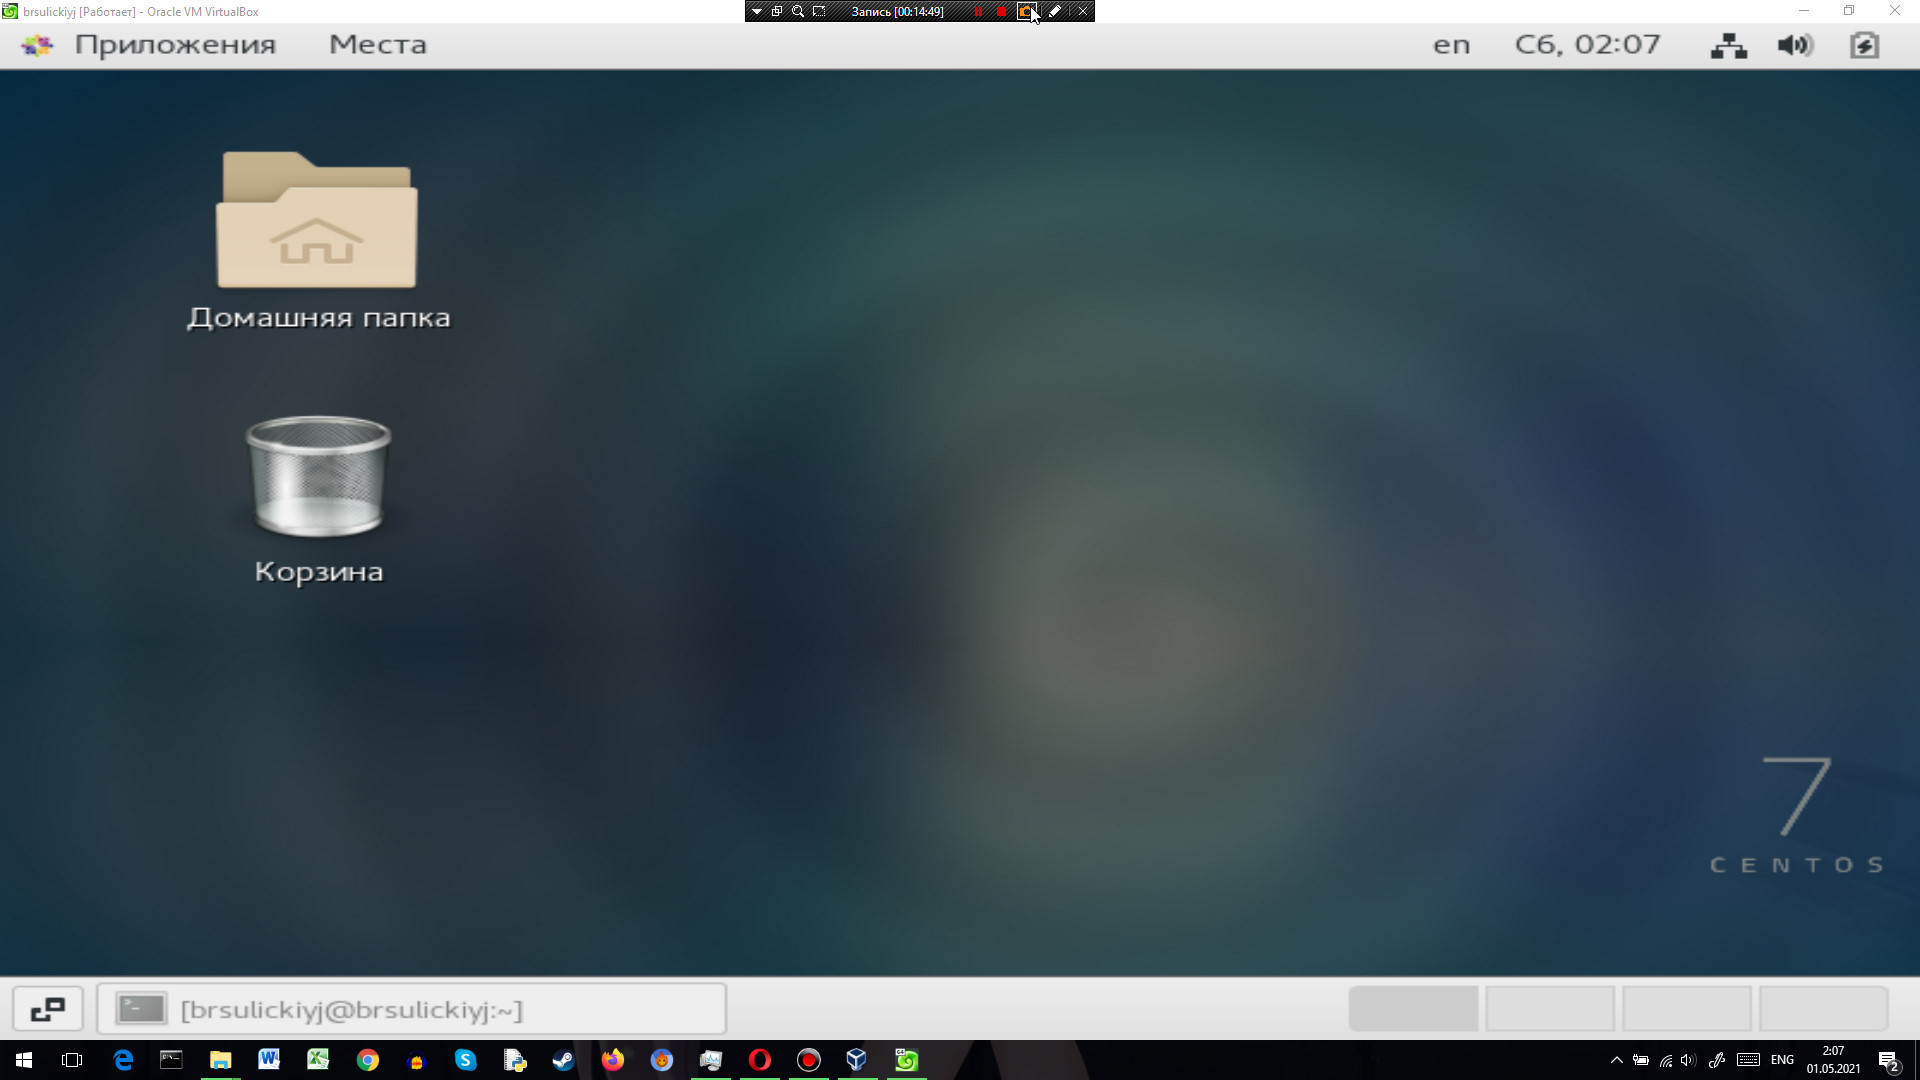 brsulickiyj [Работает] - Oracle VM VirtualBox
Запись [00:14:49]
Приложения Места
en Сб, 02:07
Домашняя папка
Корзина
7
CENTOS
[brsulickiyj@brsulickiyj:~]
ENG
2:07
01.05.2021
2